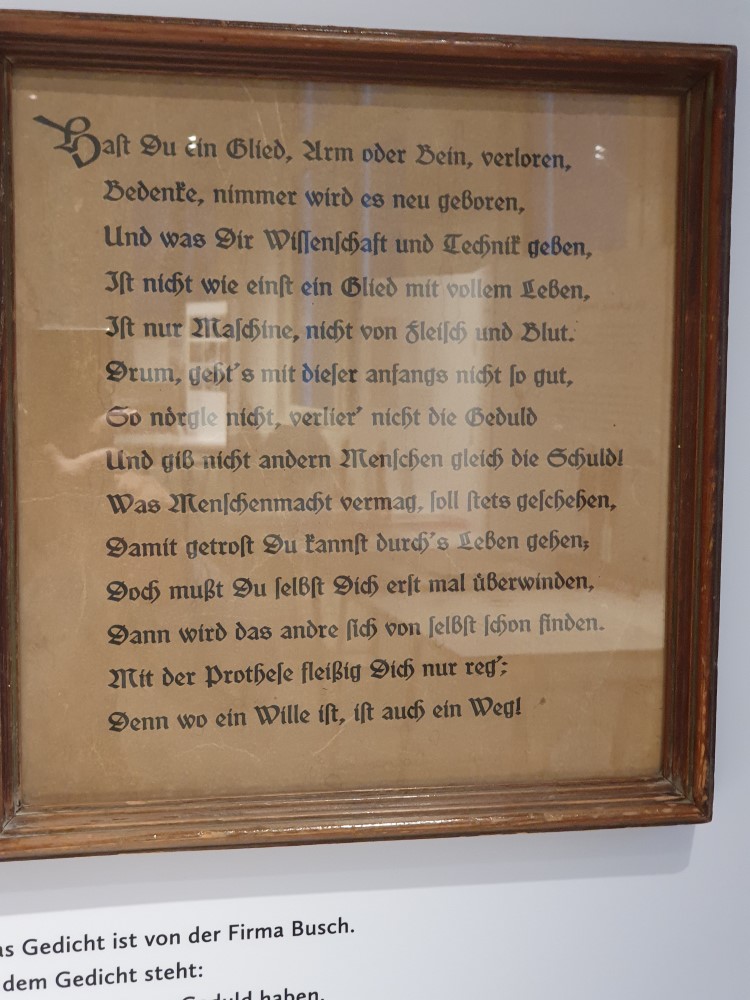 Hast Du ein Glied, Arm oder Bein, verloren,
Bedenke, nimmer wird es neu geboren,
Und was Dir Wissenschaft und Technik geben,
Ist nicht wie einst ein Glied mit vollem Leben,
Ist nur Maschine, nicht von Fleisch und Blut.
Drum, geht's mit dieser anfangs nicht so gut,
So nörgle nicht, verlier' nicht die Geduld
Und gib nicht andern Menschen gleich die Schuld!
Was Menschenmacht vermag, soll stets geschehen,
Damit getrost Du kannst durch's Leben gehen;
Doch mußt Du selbst Dich erst mal überwinden,
Dann wird das andre sich von selbst schon finden.
Mit der Prothese fleißig Dich nur reg';
Denn wo ein Wille ist, ist auch ein Weg!
Gedicht ist von der Firma Busch.
dem Gedicht steht:
Geduld haben.